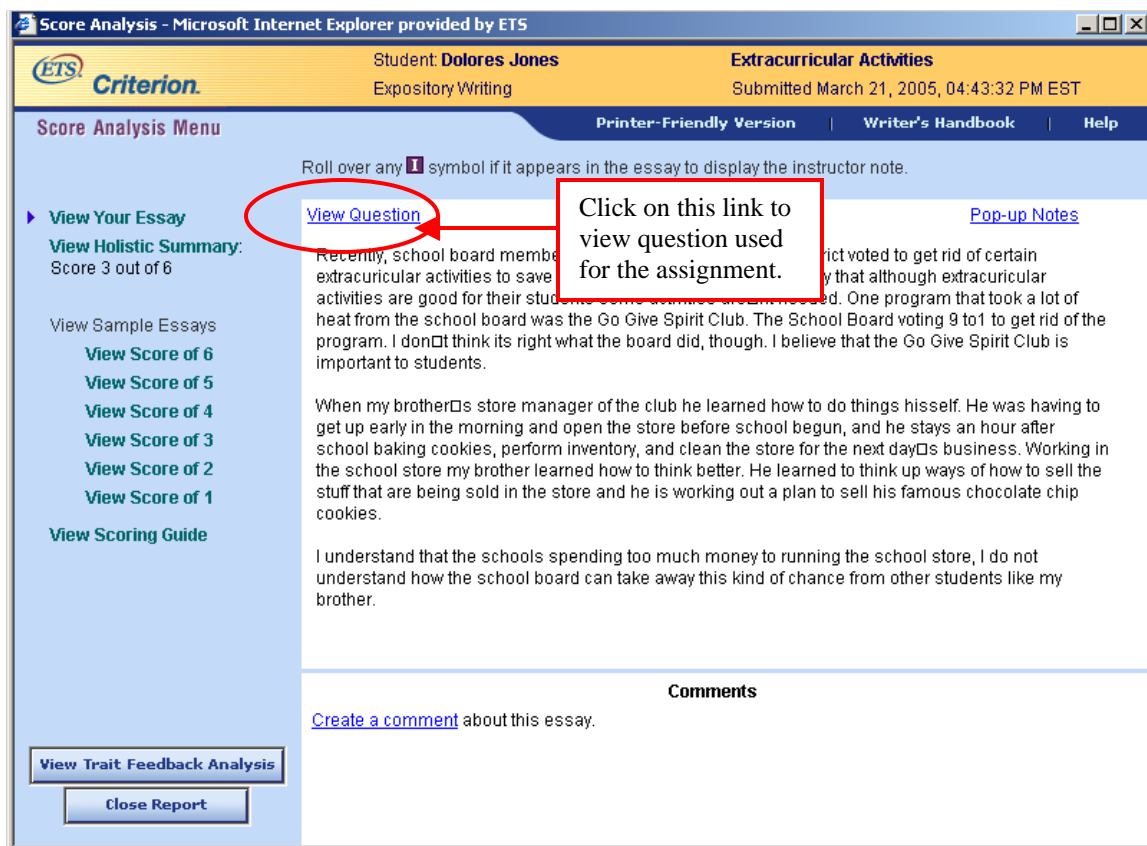 Score Analysis - Microsoft Internet Explorer provided by ETS
ETS
Criterion.
Student: Dolores Jones
Expository Writing
Extracurricular Activities
Submitted March 21, 2005, 04:43:32 PM EST
Score Analysis Menu
Printer-Friendly Version | Writer's Handbook | Help
Roll over any I symbol if it appears in the essay to display the instructor note.
View Your Essay
View Holistic Summary:
Score 3 out of 6
View Sample Essays
View Score of 6
View Score of 5
View Score of 4
View Score of 3
View Score of 2
View Score of 1
View Scoring Guide
View Trait Feedback Analysis
Close Report
View Question
Pop-up Notes
Click on this link to
view question used
for the assignment.
Recently, school board voted to get rid of certain
extracuricular activities to save that although extracuricular
activities are good for their One program that took a lot of
heat from the school board was the Go Give Spirit Club. The School Board voting 9 to1 to get rid of the
program. I don□t think its right what the board did, though. I believe that the Go Give Spirit Club is
important to students.
When my brother□s store manager of the club he learned how to do things hisself. He was having to
get up early in the morning and open the store before school begun, and he stays an hour after
school baking cookies, perform inventory, and clean the store for the next day□s business. Working in
the school store my brother learned how to think better. He learned to think up ways of how to sell the
stuff that are being sold in the store and he is working out a plan to sell his famous chocolate chip
cookies.
I understand that the schools spending too much money to running the school store, I do not
understand how the school board can take away this kind of chance from other students like my
brother.
Comments
Create a comment about this essay.